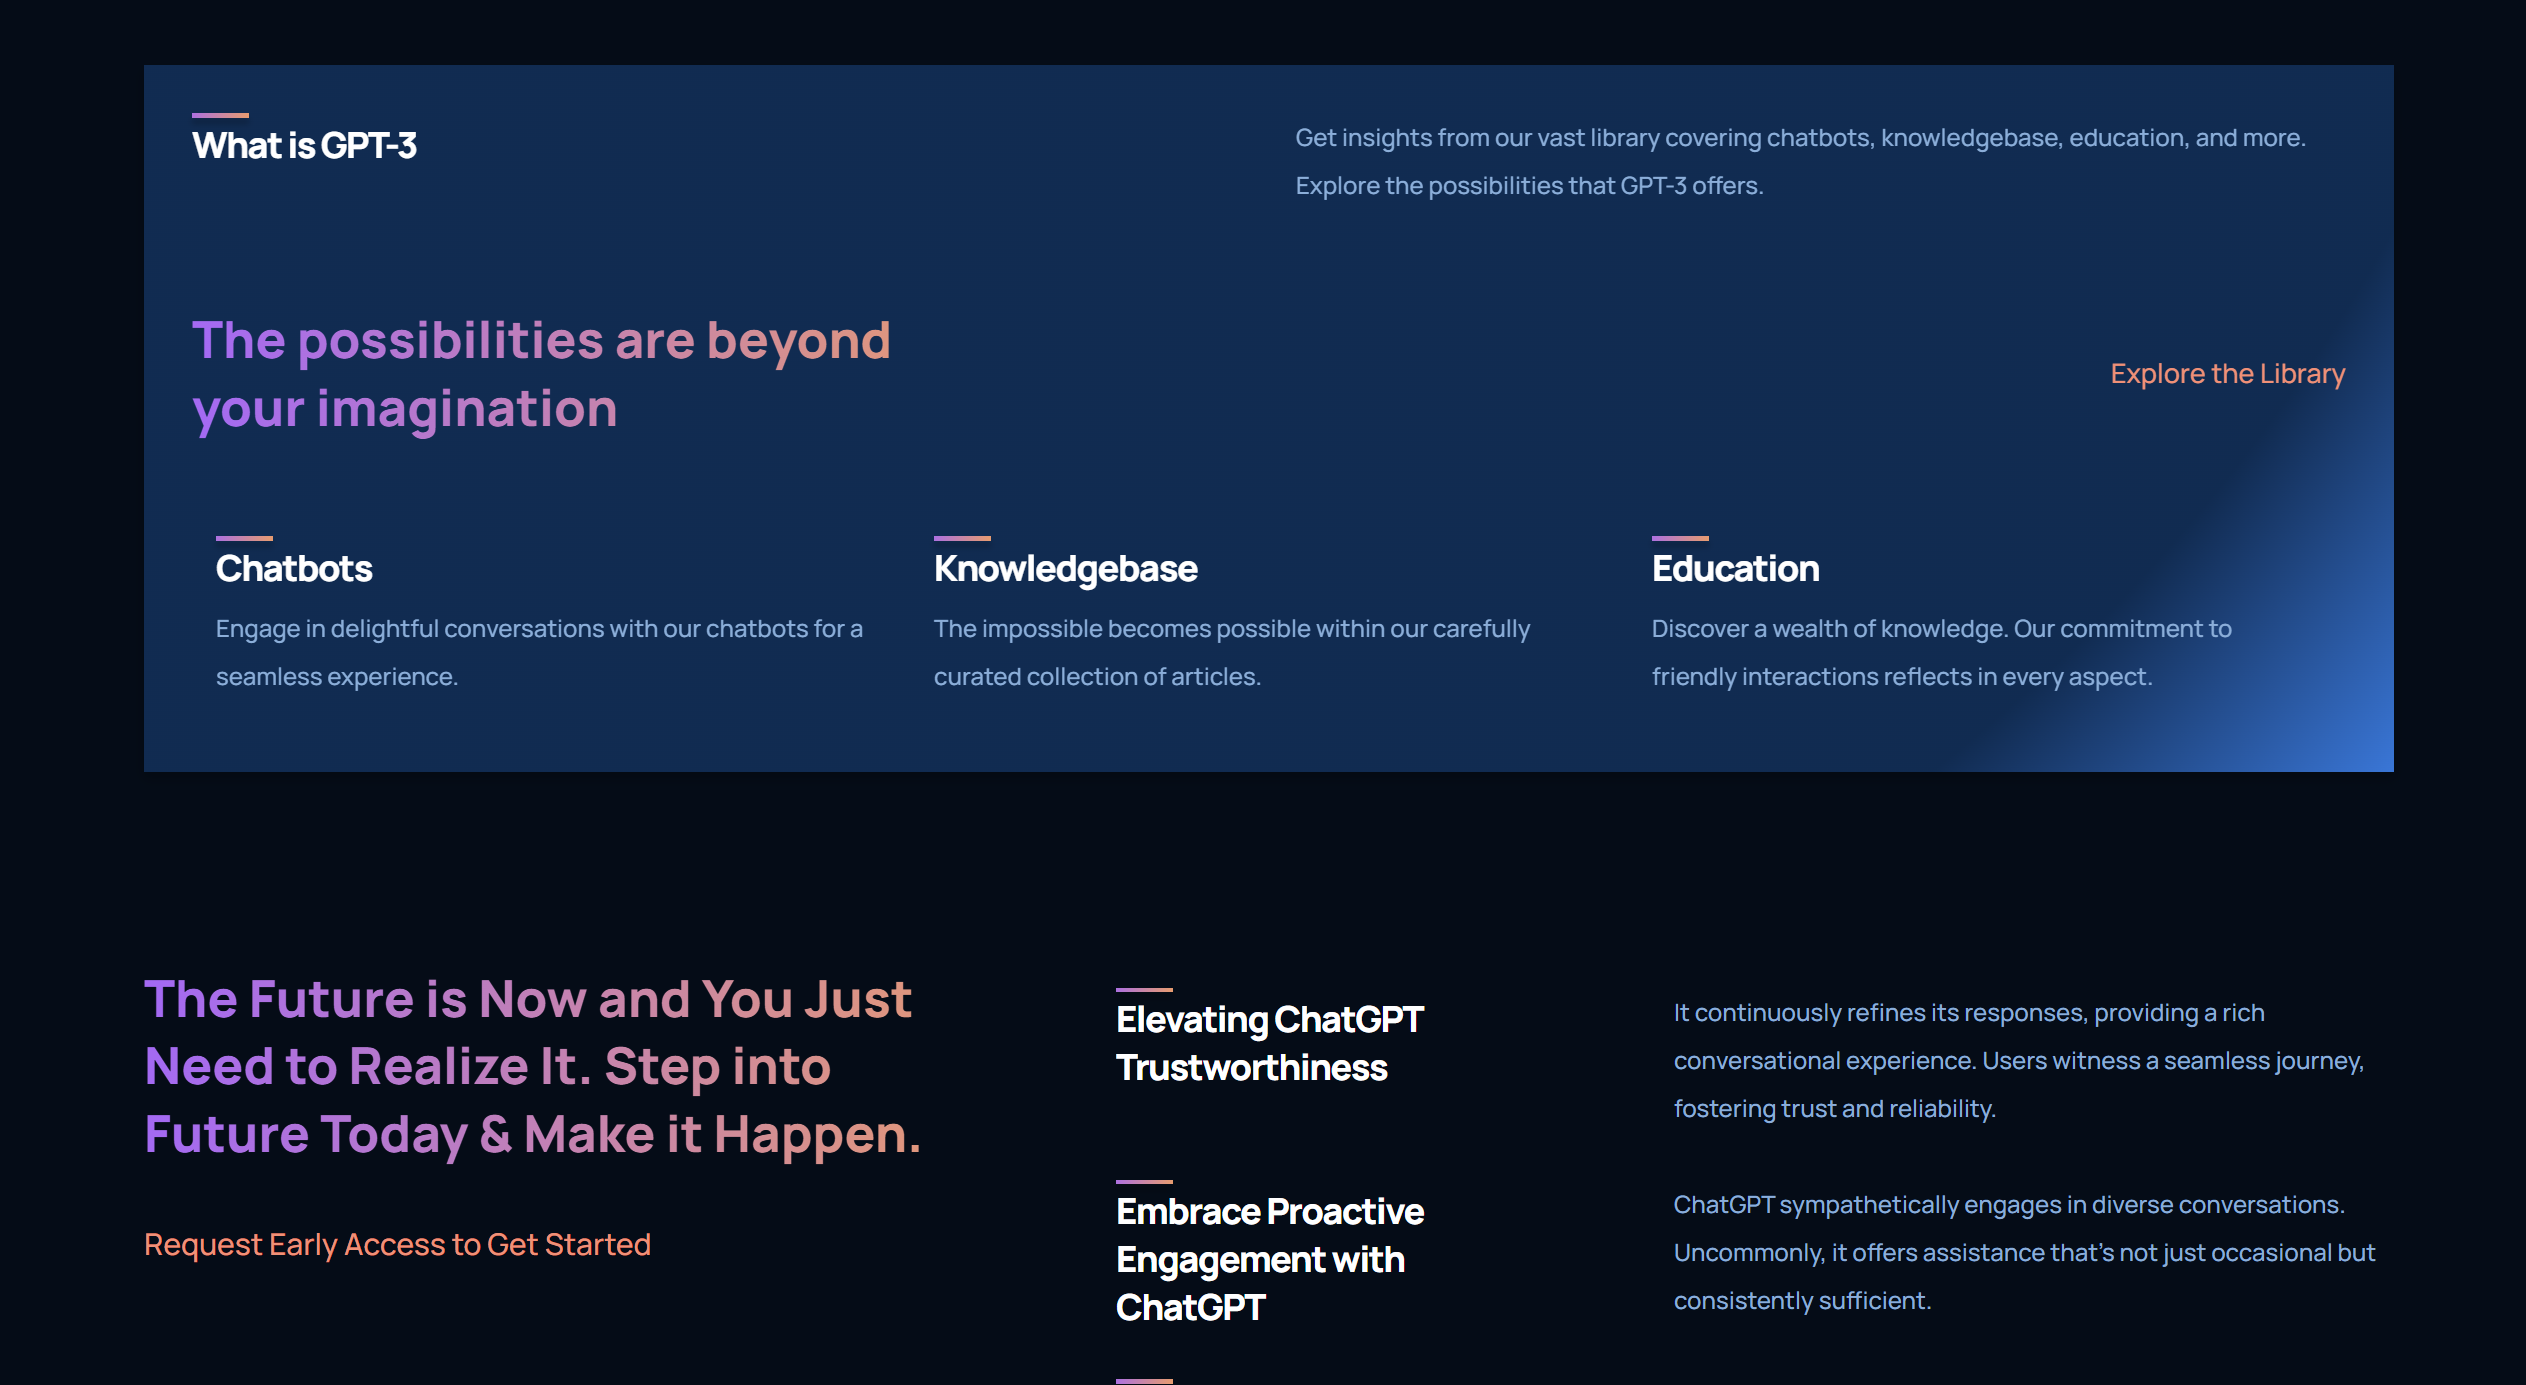 What is GPT-3
Get insights from our vast library covering chatbots, knowledgebase, education, and more.
Explore the possibilities that GPT-3 offers.
The possibilities are beyond
your imagination
Explore the Library
Chatbots
Engage in delightful conversations with our chatbots for a
seamless experience.
Knowledgebase
The impossible becomes possible within our carefully
curated collection of articles.
Education
Discover a wealth of knowledge. Our commitment to
friendly interactions reflects in every aspect.
The Future is Now and You Just
Need to Realize It. Step into
Future Today & Make it Happen.
Request Early Access to Get Started
Elevating ChatGPT
Trustworthiness
It continuously refines its responses, providing a rich
conversational experience. Users witness a seamless journey,
fostering trust and reliability.
Embrace Proactive
Engagement with
ChatGPT
ChatGPT sympathetically engages in diverse conversations.
Uncommonly, it offers assistance that's not just occasional but
consistently sufficient.